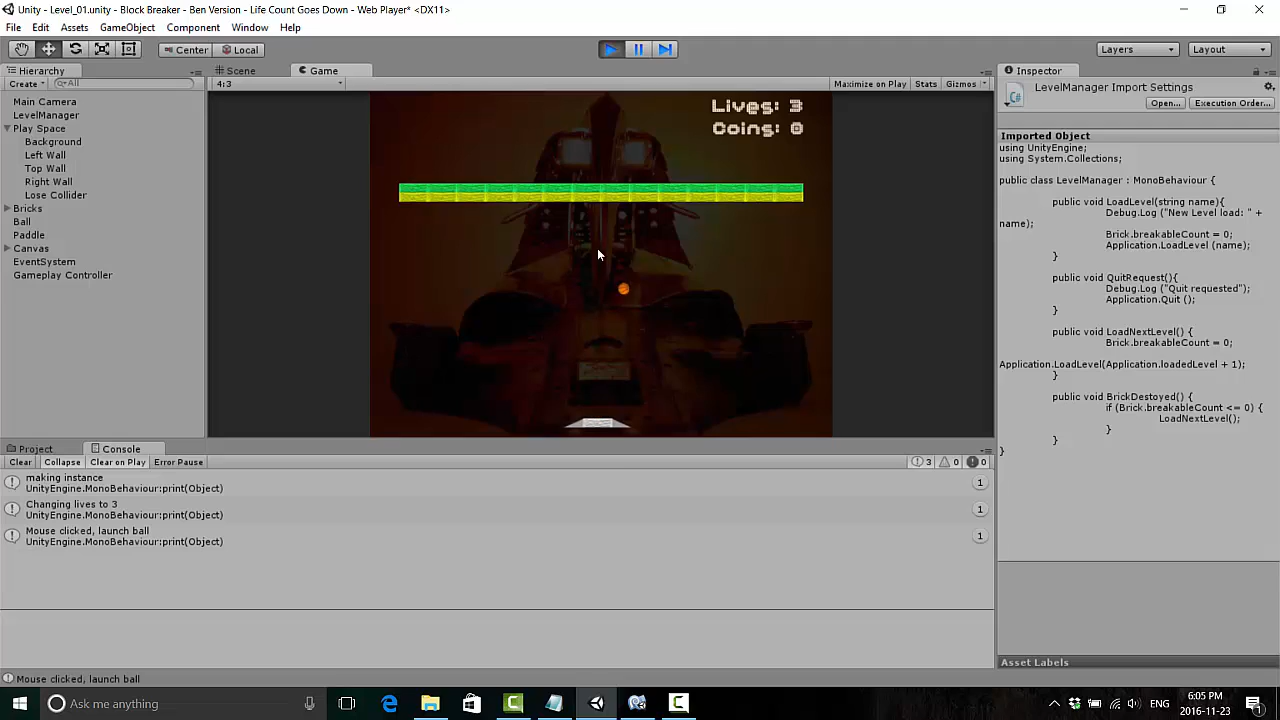 Unity - Level_01.unity - Block Breaker - Ben Version - Life Count Goes Down - Web Player* <DX11>
File Edit Assets GameObject Component Window Help
Center Local Layers Layout
Hierarchy
Create All
Main Camera
LevelManager
Play Space
Background
Left Wall
Top Wall
Right Wall
Lose Collider
Bricks
Ball
Paddle
Canvas
EventSystem
Gameplay Controller
Scene Game
4:3 Maximize on Play Stats Gizmos
Lives: 3
Coins: 0
Inspector
LevelManager Import Settings
Open... Execution Order...
Imported Object
using UnityEngine;
using System.Collections;
public class LevelManager : MonoBehaviour {
public void LoadLevel(string name){
Debug.Log ("New Level load: " +
name);
Brick.breakableCount = 0;
Application.LoadLevel (name);
}
public void QuitRequest(){
Debug.Log ("Quit requested");
Application.Quit ();
}
public void LoadNextLevel() {
Brick.breakableCount = 0;
Application.LoadLevel(Application.loadedLevel + 1);
}
public void BrickDestoyed() {
if (Brick.breakableCount <= 0) {
LoadNextLevel();
}
}
}
Asset Labels
Project Console
Clear Collapse Clear on Play Error Pause 3 0 0
making instance
UnityEngine.MonoBehaviour:print(Object) 1
Changing lives to 3
UnityEngine.MonoBehaviour:print(Object) 1
Mouse clicked, launch ball
UnityEngine.MonoBehaviour:print(Object) 1
Mouse clicked, launch ball
Ask me anything
ENG
6:05 PM
2016-11-23
1